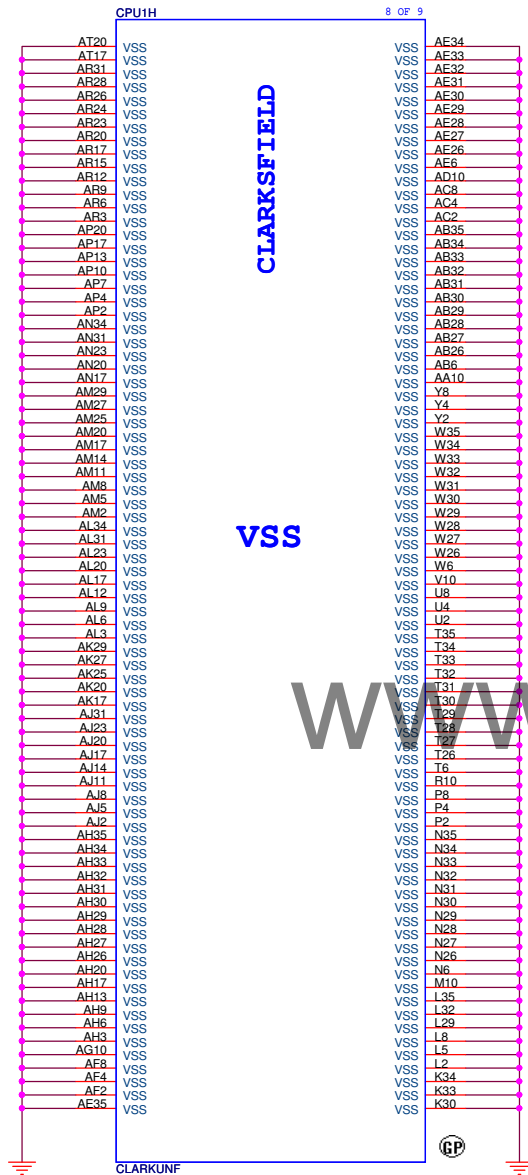 CPU1H 8 OF 9
AT20 VSS VSS AE34
AT17 VSS VSS AE33
AR31 VSS VSS AE32
AR28 VSS VSS AE31
AR26 VSS VSS AE30
AR24 VSS VSS AE29
AR23 VSS VSS AE28
AR20 VSS VSS AE27
AR17 VSS VSS AE26
AR15 VSS VSS AE6
AR12 VSS VSS AD10
AR9 VSS VSS AC8
AR6 VSS VSS AC4
AR3 VSS VSS AC2
AP20 VSS VSS AB35
AP17 VSS VSS AB34
AP13 VSS VSS AB33
AP10 VSS VSS AB32
AP7 VSS VSS AB31
AP4 VSS VSS AB30
AP2 VSS VSS AB29
AN34 VSS VSS AB28
AN31 VSS VSS AB27
AN23 VSS VSS AB26
AN20 VSS VSS AB6
AN17 VSS VSS AA10
AM29 VSS VSS Y8
AM27 VSS VSS Y4
AM25 VSS VSS Y2
AM20 VSS VSS W35
AM17 VSS VSS W34
AM14 VSS VSS W33
AM11 VSS VSS W32
AM8 VSS VSS W31
AM5 VSS VSS W30
AM2 VSS VSS W29
AL34 VSS VSS W28
AL31 VSS VSS W27
AL23 VSS VSS W26
AL20 VSS VSS W6
AL17 VSS VSS V10
AL12 VSS VSS U8
AL9 VSS VSS U4
AL6 VSS VSS U2
AL3 VSS VSS T35
AK29 VSS VSS T34
AK27 VSS VSS T33
AK25 VSS VSS T32
AK20 VSS VSS T31
AK17 VSS VSS T30
AJ31 VSS VSS T29
AJ23 VSS VSS T28
AJ20 VSS VSS T27
AJ17 VSS VSS T26
AJ14 VSS VSS T6
AJ11 VSS VSS R10
AJ8 VSS VSS P8
AJ5 VSS VSS P4
AJ2 VSS VSS P2
AH35 VSS VSS N35
AH34 VSS VSS N34
AH33 VSS VSS N33
AH32 VSS VSS N32
AH31 VSS VSS N31
AH30 VSS VSS N30
AH29 VSS VSS N29
AH28 VSS VSS N28
AH27 VSS VSS N27
AH26 VSS VSS N26
AH20 VSS VSS N6
AH17 VSS VSS M10
AH13 VSS VSS L35
AH9 VSS VSS L32
AH6 VSS VSS L29
AH3 VSS VSS L8
AG10 VSS VSS L5
AF8 VSS VSS L2
AF4 VSS VSS K34
AF2 VSS VSS K33
AE35 VSS VSS K30
CLARKSFIELD
VSS
www
GP
CLARKUNF